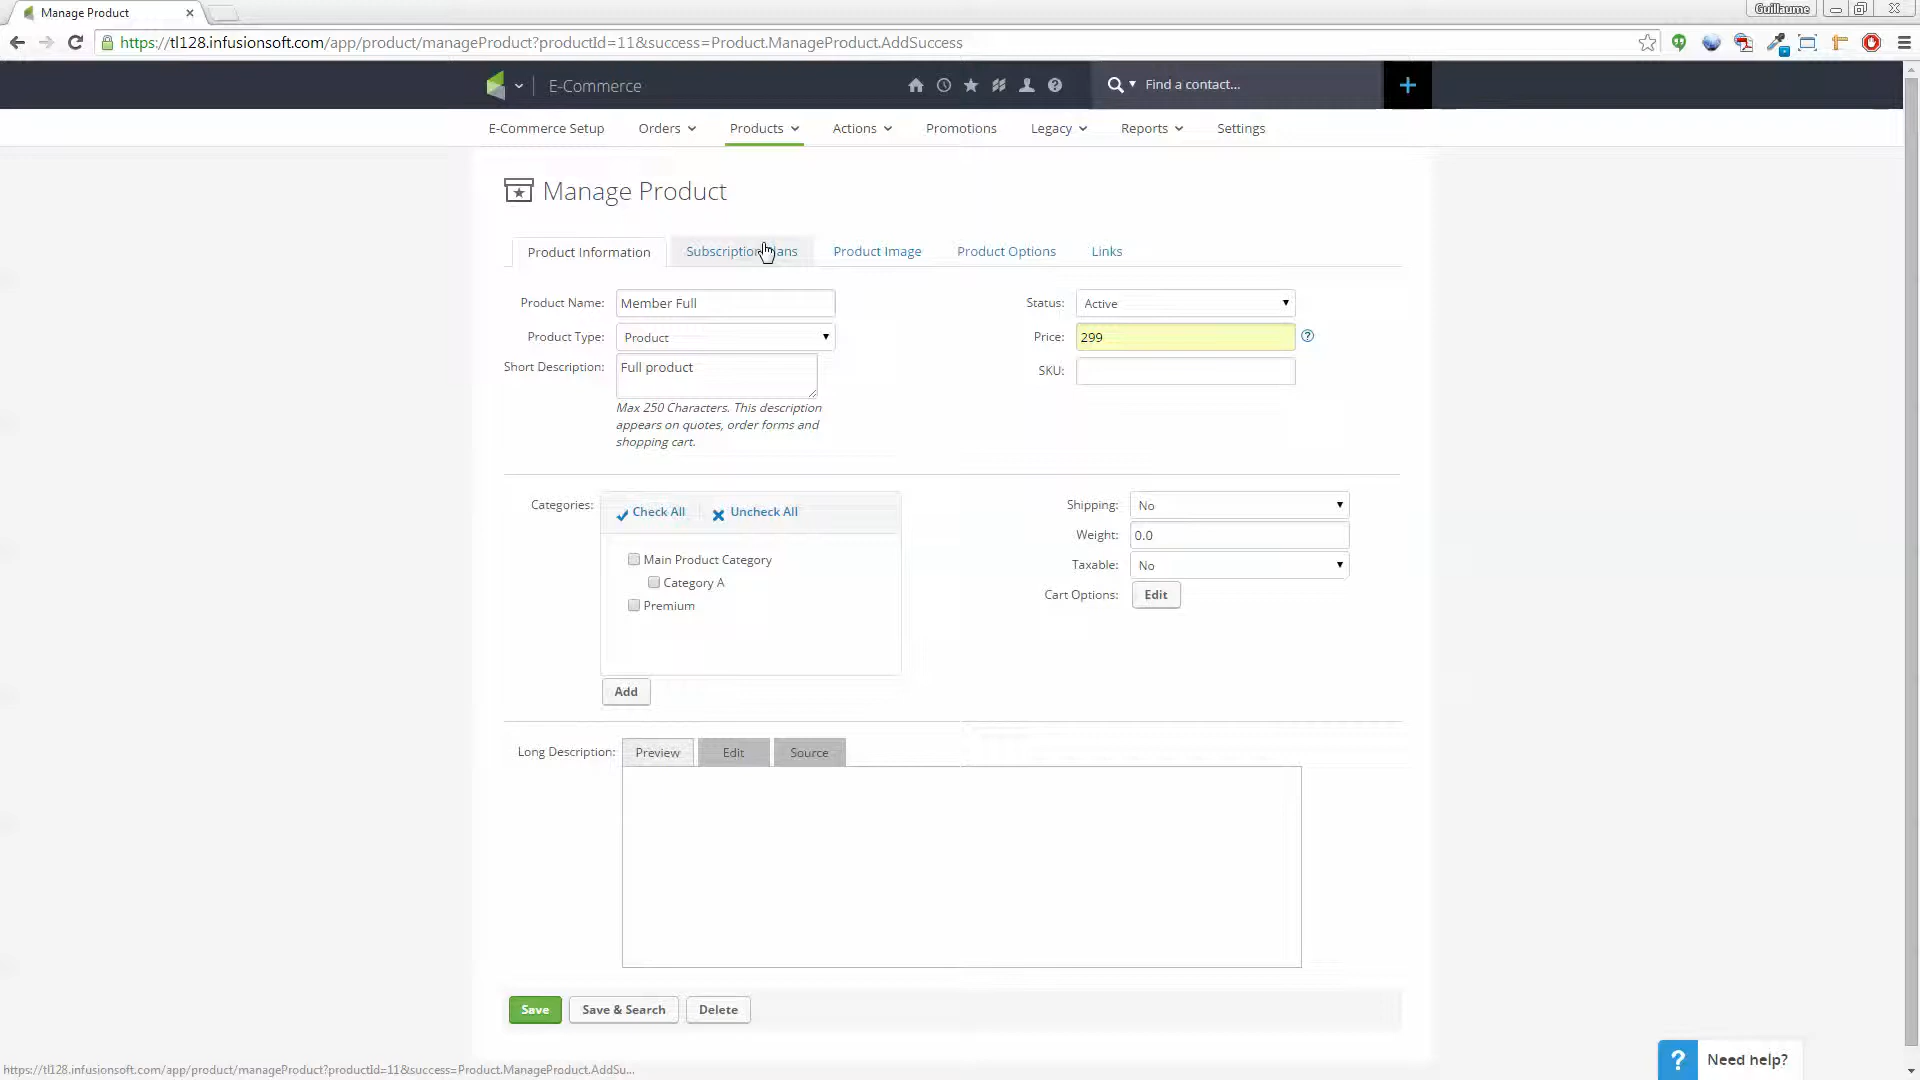 Manage Product
Guillaume
https://tl128.infusionsoft.com/app/product/manageProduct?productId=11&success=Product.ManageProduct.AddSuccess
E-Commerce
Find a contact...
E-Commerce Setup Orders Products Actions Promotions Legacy Reports Settings
Manage Product
Product Information Subscription Plans Product Image Product Options Links
Product Name: Member Full
Status: Active
Product Type: Product
Price: 299
Short Description: Full product
SKU:
Max 250 Characters. This description
appears on quotes, order forms and
shopping cart.
Categories: Check All Uncheck All
Main Product Category
Category A
Premium
Add
Shipping: No
Weight: 0.0
Taxable: No
Cart Options: Edit
Long Description: Preview Edit Source
Save Save & Search Delete
? Need help?
https://tl128.infusionsoft.com/app/product/manageProduct?productId=11&success=Product.ManageProduct.AddSu...